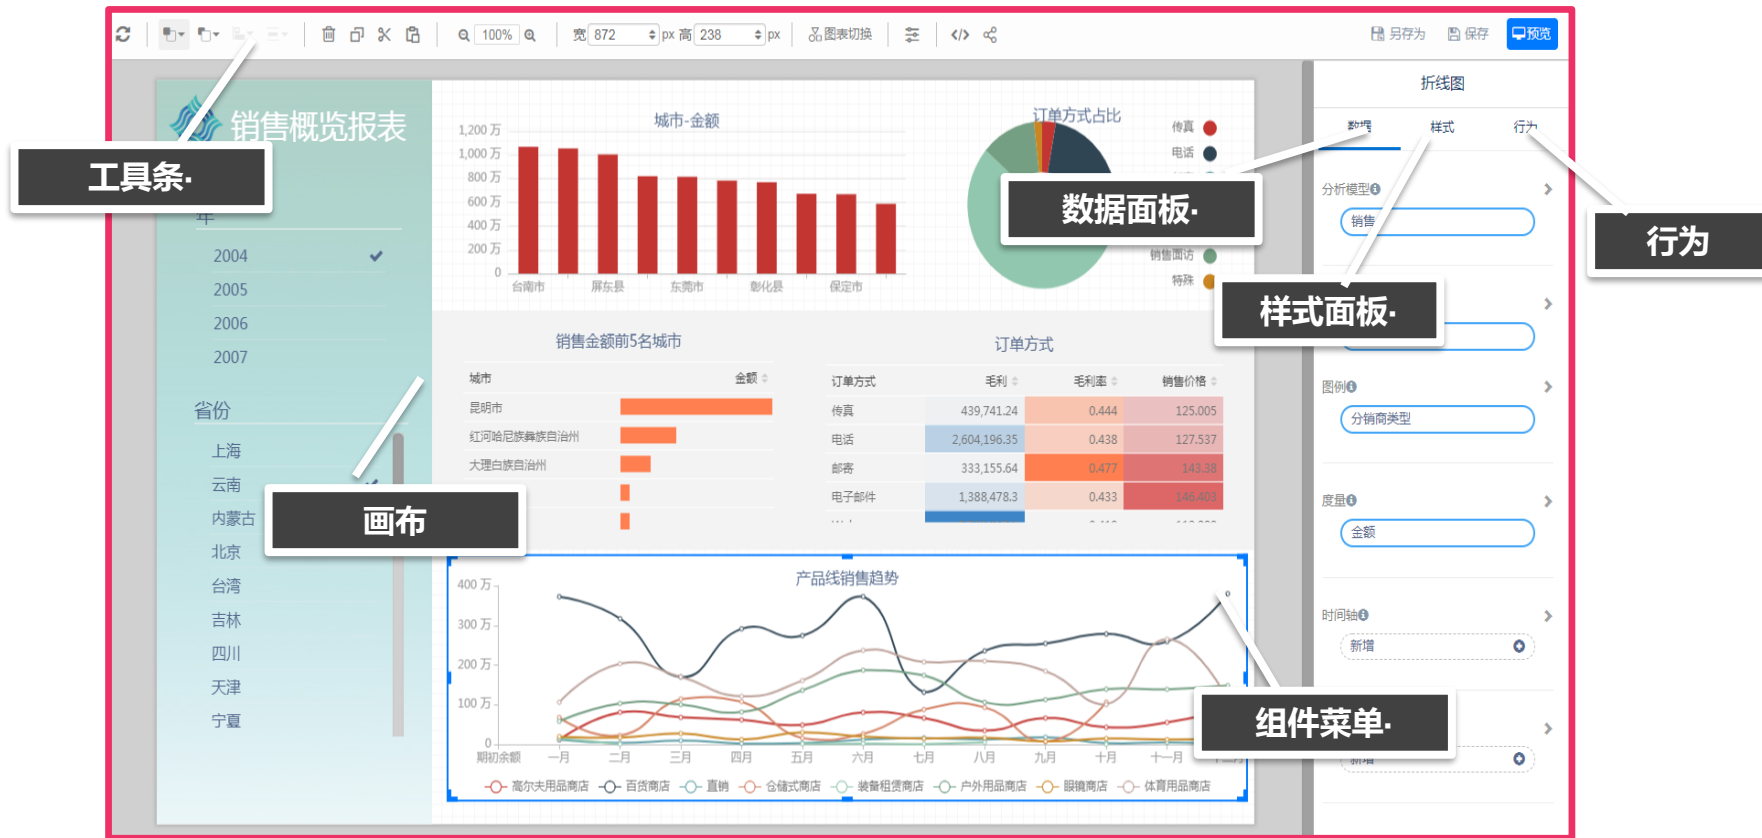 100%
宽 872 px 高 238 px
图表切换
另存为
保存
预览
工具条.
销售概览报表
年
2004
2005
2006
2007
省份
上海
云南
内蒙古
北京
台湾
吉林
四川
天津
宁夏
画布
城市-金额
1,200 万
1,000 万
800 万
600 万
400 万
200 万
0
台南市 屏东县 东莞市 彰化县 保定市
订单方式占比
传真
电话
销售面访
特殊
数据面板.
销售金额前5名城市
城市 金额
昆明市
红河哈尼族彝族自治州
大理白族自治州
订单方式
订单方式 毛利 毛利率 销售价格
传真 439,741.24 0.444 125.005
电话 2,604,196.35 0.438 127.537
邮寄 333,155.64 0.477 143.38
电子邮件 1,388,478.3 0.433 146.403
产品线销售趋势
400 万
300 万
200 万
100 万
0
期初余额 一月 二月 三月 四月 五月 六月 七月 八月 九月 十月 十一月
高尔夫用品商店 百货商店 直销 仓储式商店 装备租赁商店 户外用品商店 眼镜商店 体育用品商店
组件菜单.
折线图
数据 样式 行为
分析模型
销售
行为
样式面板.
图例
分销商类型
度量
金额
时间轴
新增
新增